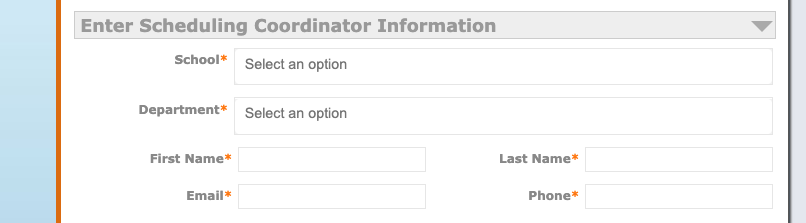 Enter Scheduling Coordinator Information
School* Select an option
Department* Select an option
First Name* Last Name*
Email* Phone*